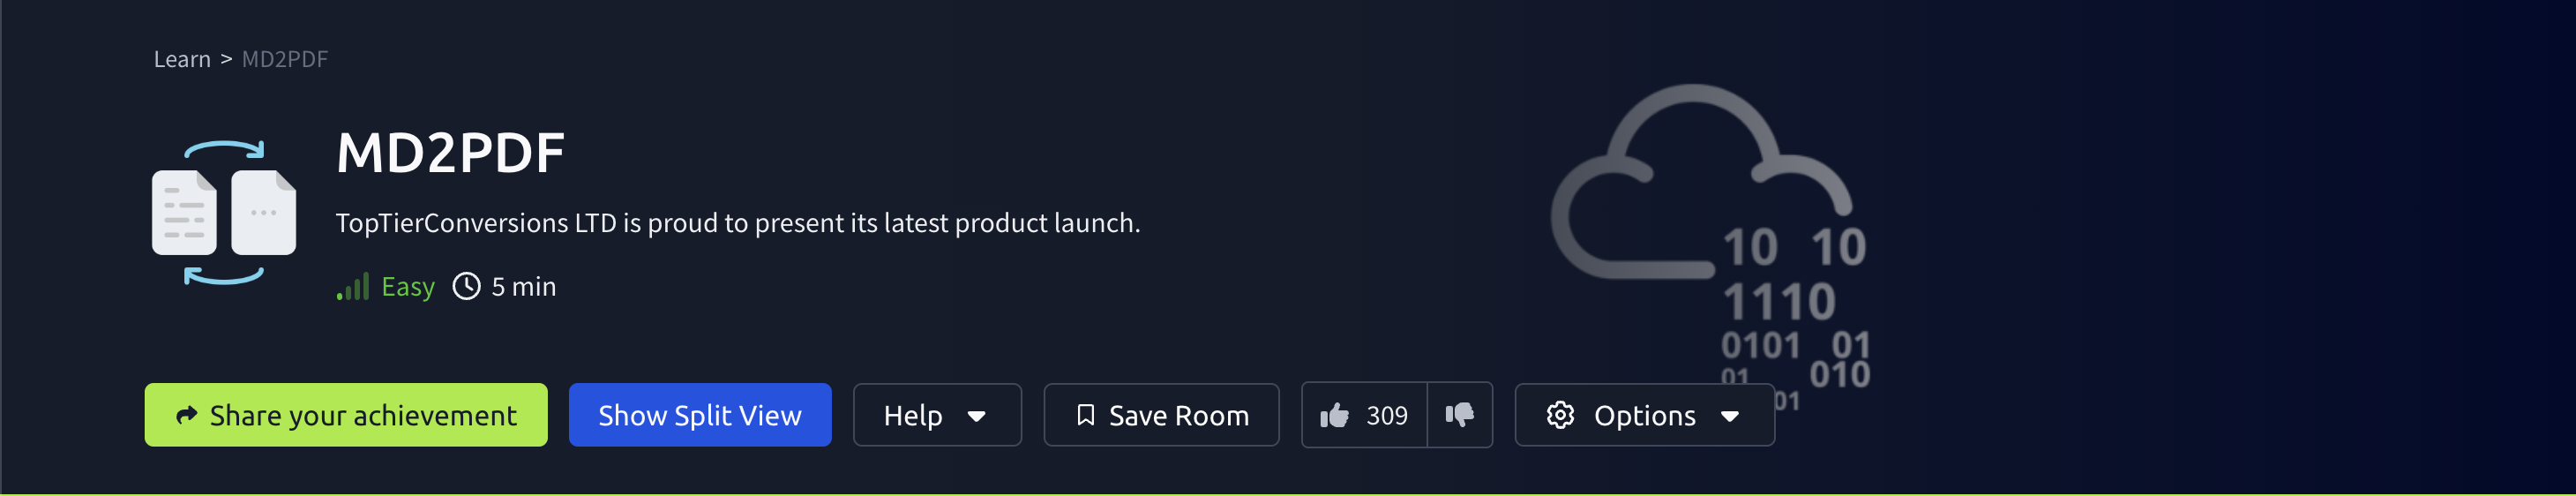 Learn > MD2PDF
MD2PDF
TopTierConversions LTD is proud to present its latest product launch.
Easy 5 min
10 10
1110
0101 01
01 010
01
Share your achievement Show Split View Help Save Room 309 Options